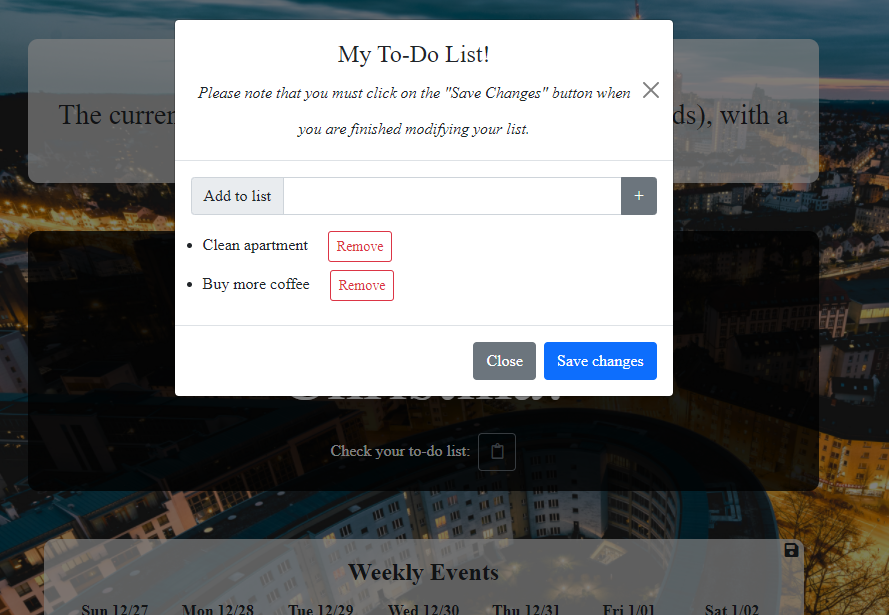 My To-Do List!
Please note that you must click on the "Save Changes" button when
you are finished modifying your list.
The curren
ds), with a
Add to list
+
• Clean apartment Remove
• Buy more coffee Remove
Close Save changes
Check your to-do list:
Weekly Events
Sun 12/27 Mon 12/28 Tue 12/29 Wed 12/30 Thu 12/31 Fri 1/01 Sat 1/02